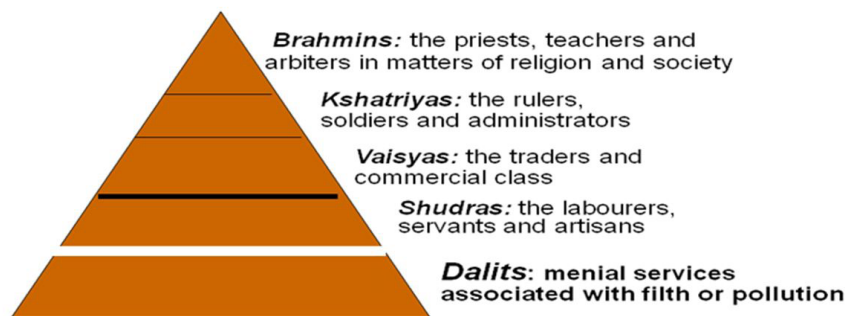 Brahmins: the priests, teachers and
arbiters in matters of religion and society
Kshatriyas: the rulers,
soldiers and administrators
Vaisyas: the traders and
commercial class
Shudras: the labourers,
servants and artisans
Dalits: menial services
associated with filth or pollution